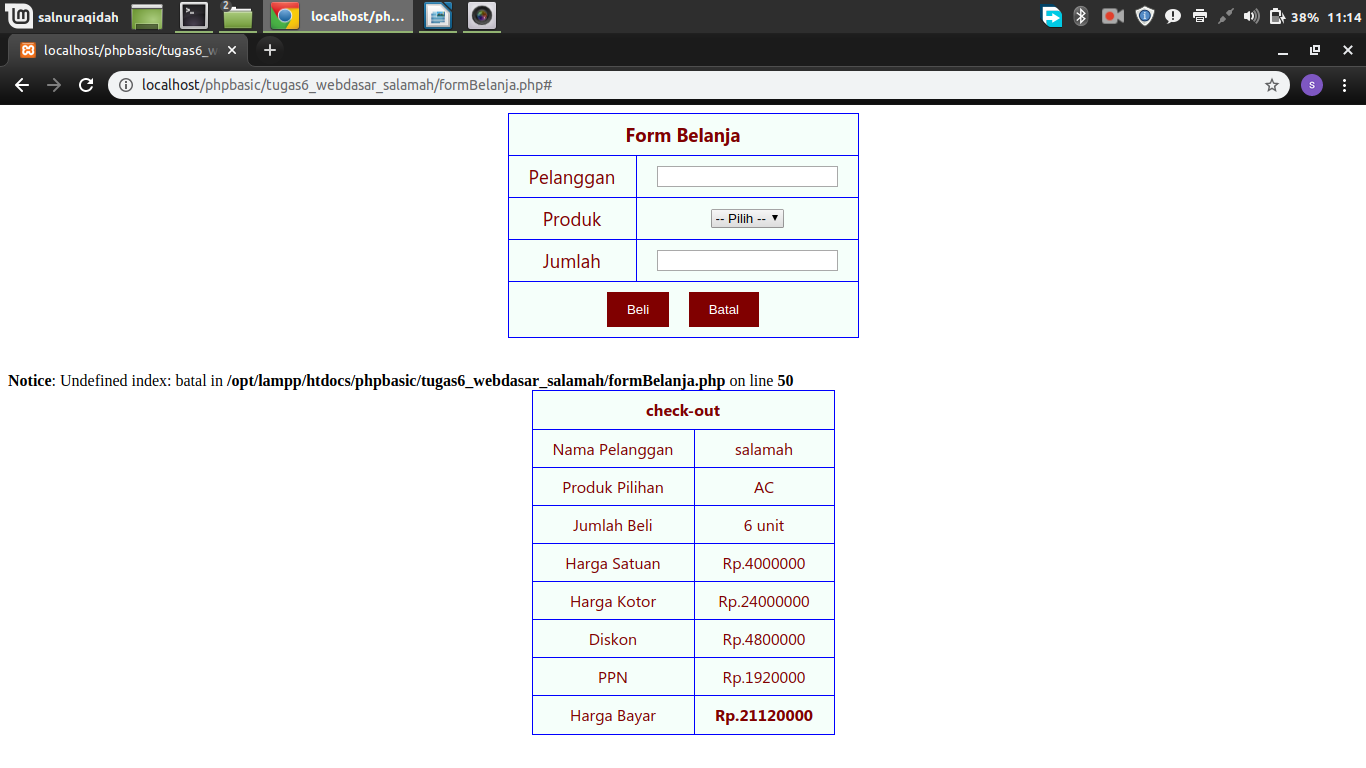 salnuraqidah
2
localhost/ph...
38% 11:14
localhost/phpbasic/tugas6_w
localhost/phpbasic/tugas6_webdasar_salamah/formBelanja.php#
S
Form Belanja
Pelanggan
Produk -- Pilih --
Jumlah
Beli Batal
Notice: Undefined index: batal in /opt/lampp/htdocs/phpbasic/tugas6_webdasar_salamah/formBelanja.php on line 50
check-out
Nama Pelanggan salamah
Produk Pilihan AC
Jumlah Beli 6 unit
Harga Satuan Rp.4000000
Harga Kotor Rp.24000000
Diskon Rp.4800000
PPN Rp.1920000
Harga Bayar Rp.21120000